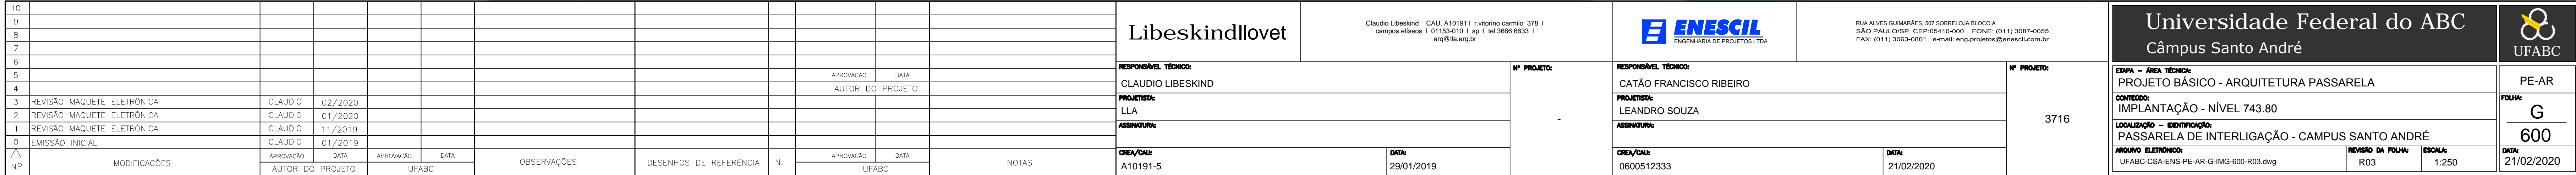 10
9
8
7
6
5 APROVACAO DATA
4 AUTOR DO PROJETO
3 REVISÃO MAQUETE ELETRÔNICA CLAUDIO 02/2020
2 REVISÃO MAQUETE ELETRÔNICA CLAUDIO 01/2020
1 REVISÃO MAQUETE ELETRÔNICA CLAUDIO 11/2019
0 EMISSÃO INICIAL CLAUDIO 01/2019
N.º MODIFICACÕES APROVACÃO DATA APROVACÃO DATA OBSERVAÇÕES DESENHOS DE REFERÊNCIA N. APROVACÃO DATA NOTAS
AUTOR DO PROJETO UFABC UFABC
Libeskindllovet
Claudio Libeskind CAU. A10191 l r.vitorino carmilo 378 l
campos elíseos l 01153-010 l sp l tel 3666 6633 l
arq@lla.arq.br
RESPONSÁVEL TÉCNICO:
CLAUDIO LIBESKIND
PROJETISTA:
LLA
ASSINATURA:
CREA/CAU:
A10191-5
DATA:
29/01/2019
Nº PROJETO:
-
ENESCIL
ENGENHARIA DE PROJETOS LTDA
RUA ALVES GUIMARÃES, 507 SOBRELOJA BLOCO A
SÃO PAULO/SP CEP:05410-000 FONE: (011) 3087-0055
FAX: (011) 3063-0801 e-mail: eng.projetos@enescil.com.br
RESPONSÁVEL TÉCNICO:
CATÃO FRANCISCO RIBEIRO
PROJETISTA:
LEANDRO SOUZA
ASSINATURA:
CREA/CAU:
0600512333
DATA:
21/02/2020
Nº PROJETO:
3716
Universidade Federal do ABC
Câmpus Santo André
UFABC
ETAPA - ÁREA TÉCNICA:
PROJETO BÁSICO - ARQUITETURA PASSARELA
PE-AR
CONTEÚDO:
IMPLANTAÇÃO - NÍVEL 743.80
FOLHA:
G
600
LOCALIZAÇÃO - IDENTIFICAÇÃO:
PASSARELA DE INTERLIGAÇÃO - CAMPUS SANTO ANDRÉ
ARQUIVO ELETRÔNICO:
UFABC-CSA-ENS-PE-AR-G-IMG-600-R03.dwg
REVISÃO DA FOLHA:
R03
ESCALA:
1:250
DATA:
21/02/2020